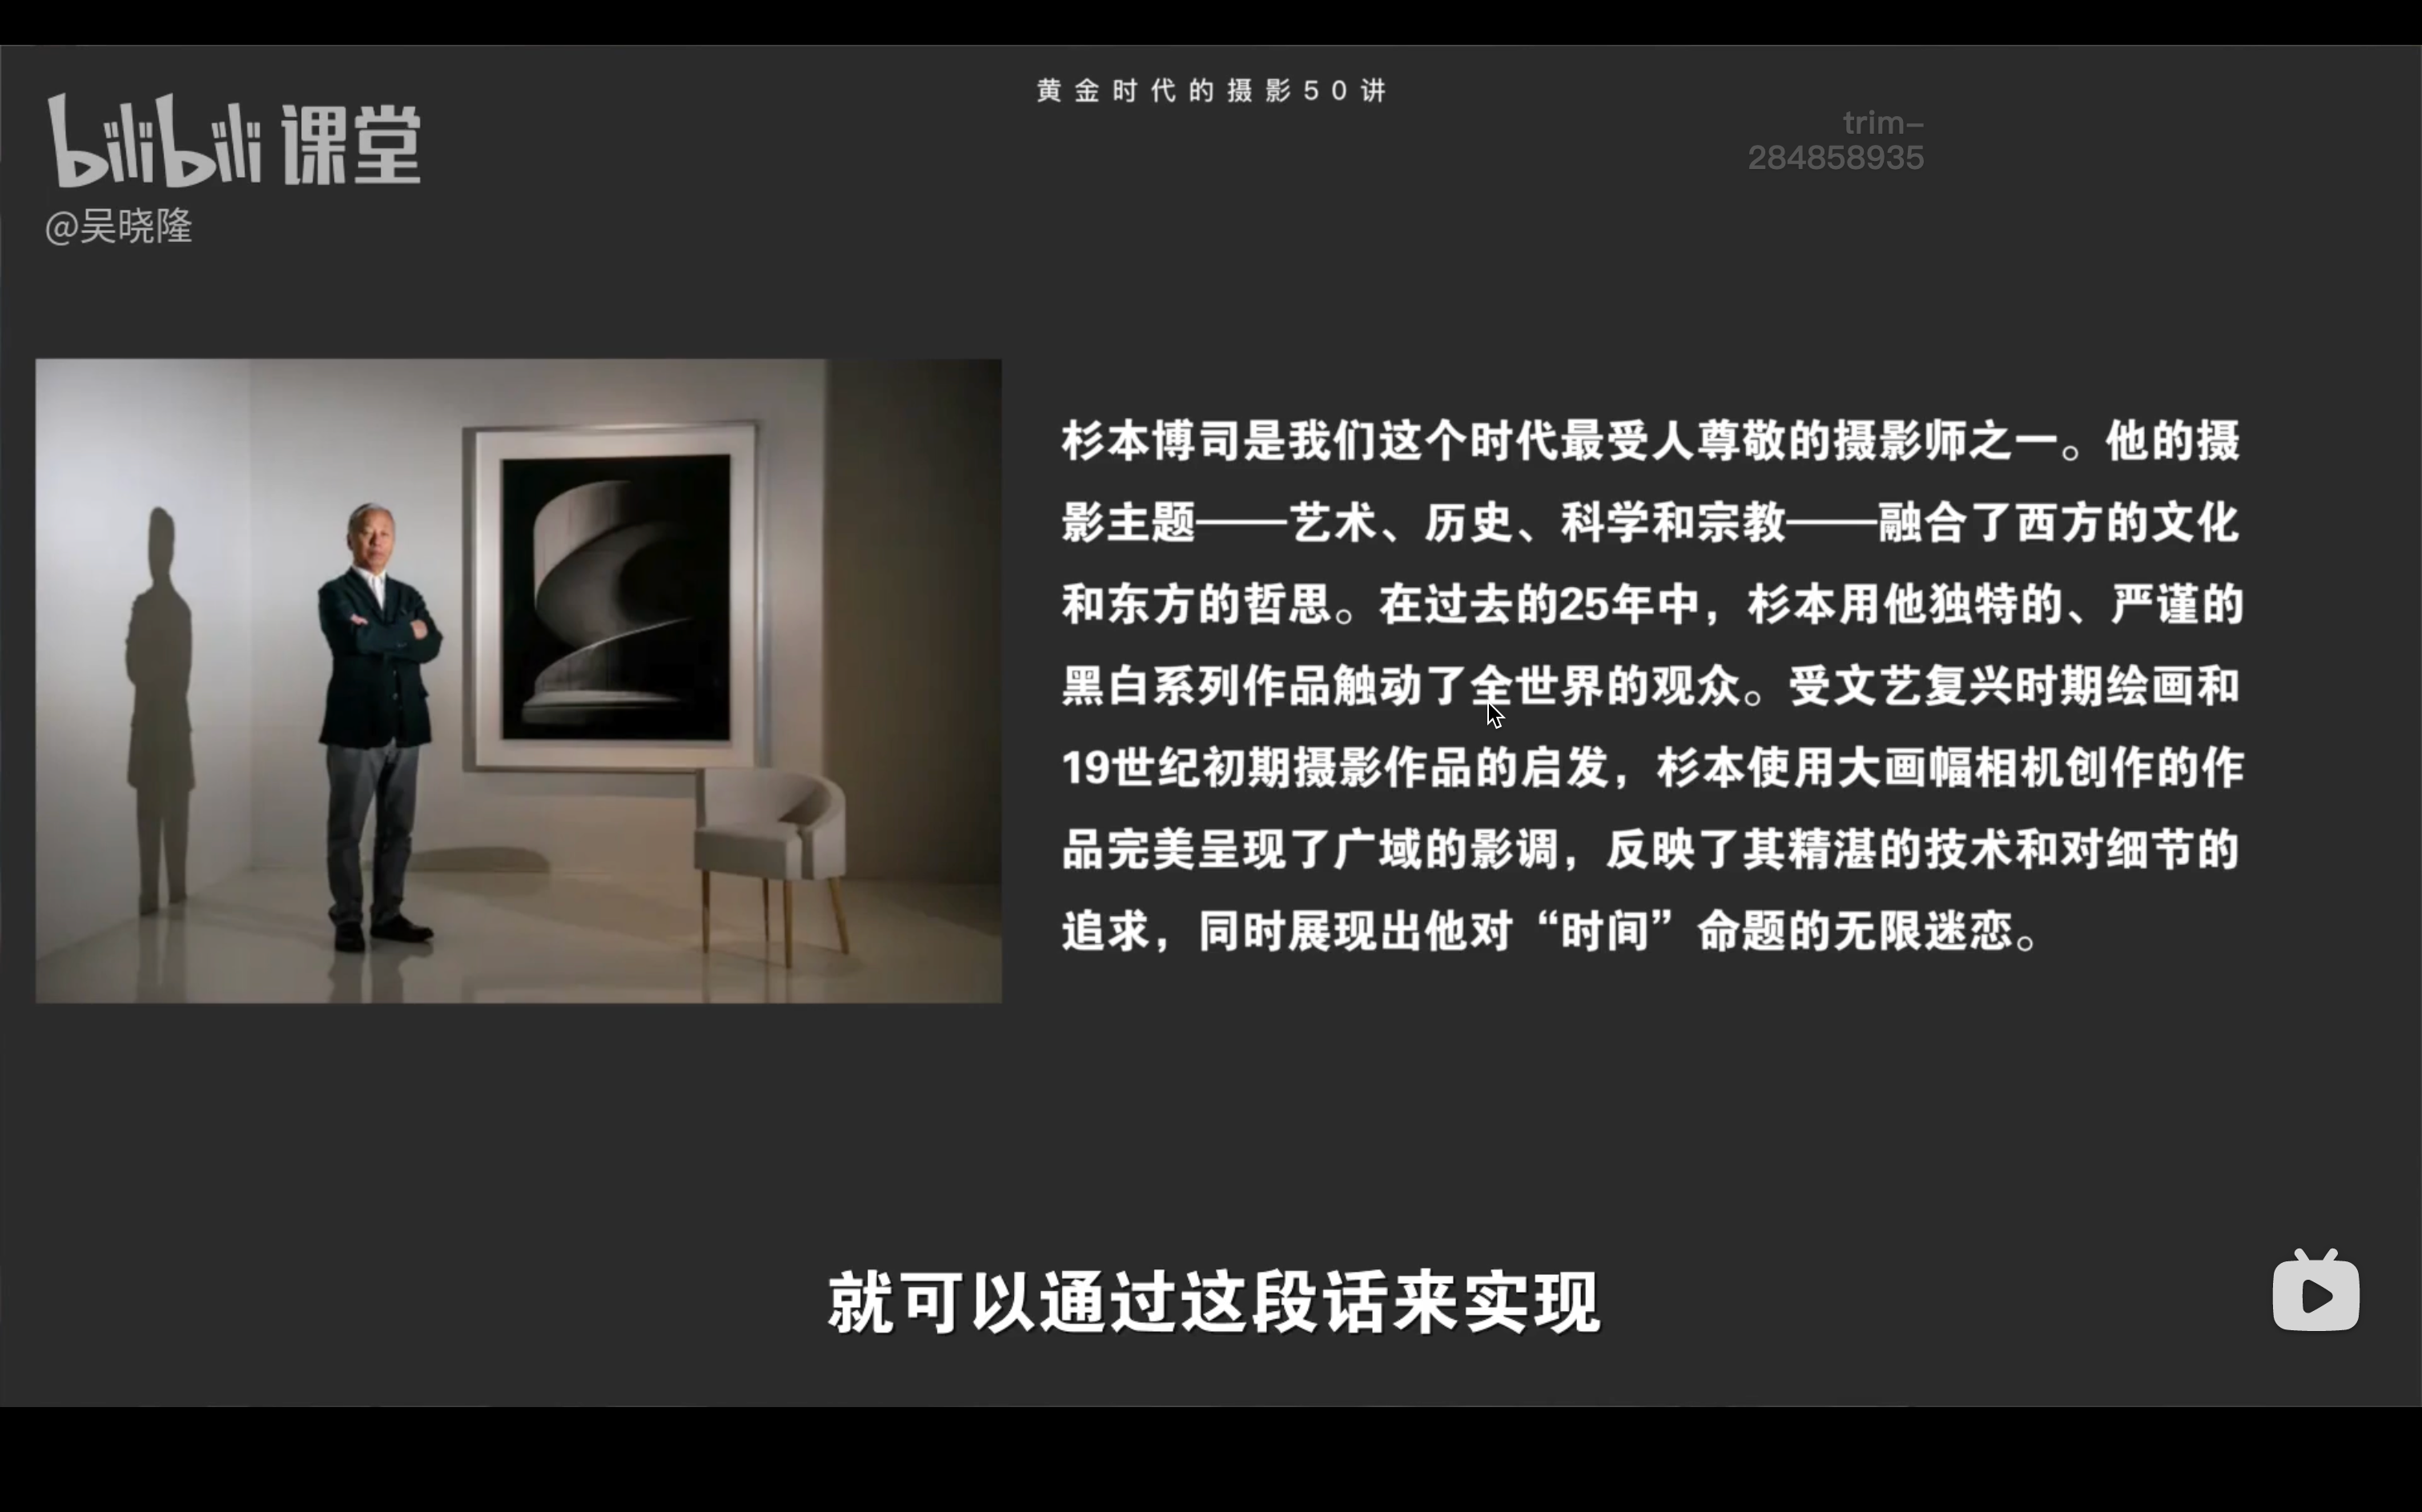 黄金时代的摄影50讲
bilibili 课堂
@吴晓隆
trim-
284858935
杉本博司是我们这个时代最受人尊敬的摄影师之一。他的摄
影主题——艺术、历史、科学和宗教——融合了西方的文化
和东方的哲思。在过去的25年中，杉本用他独特的、严谨的
黑白系列作品触动了全世界的观众。受文艺复兴时期绘画和
19世纪初期摄影作品的启发，杉本使用大画幅相机创作的作
品完美呈现了广域的影调，反映了其精湛的技术和对细节的
追求，同时展现出他对“时间”命题的无限迷恋。
就可以通过这段话来实现